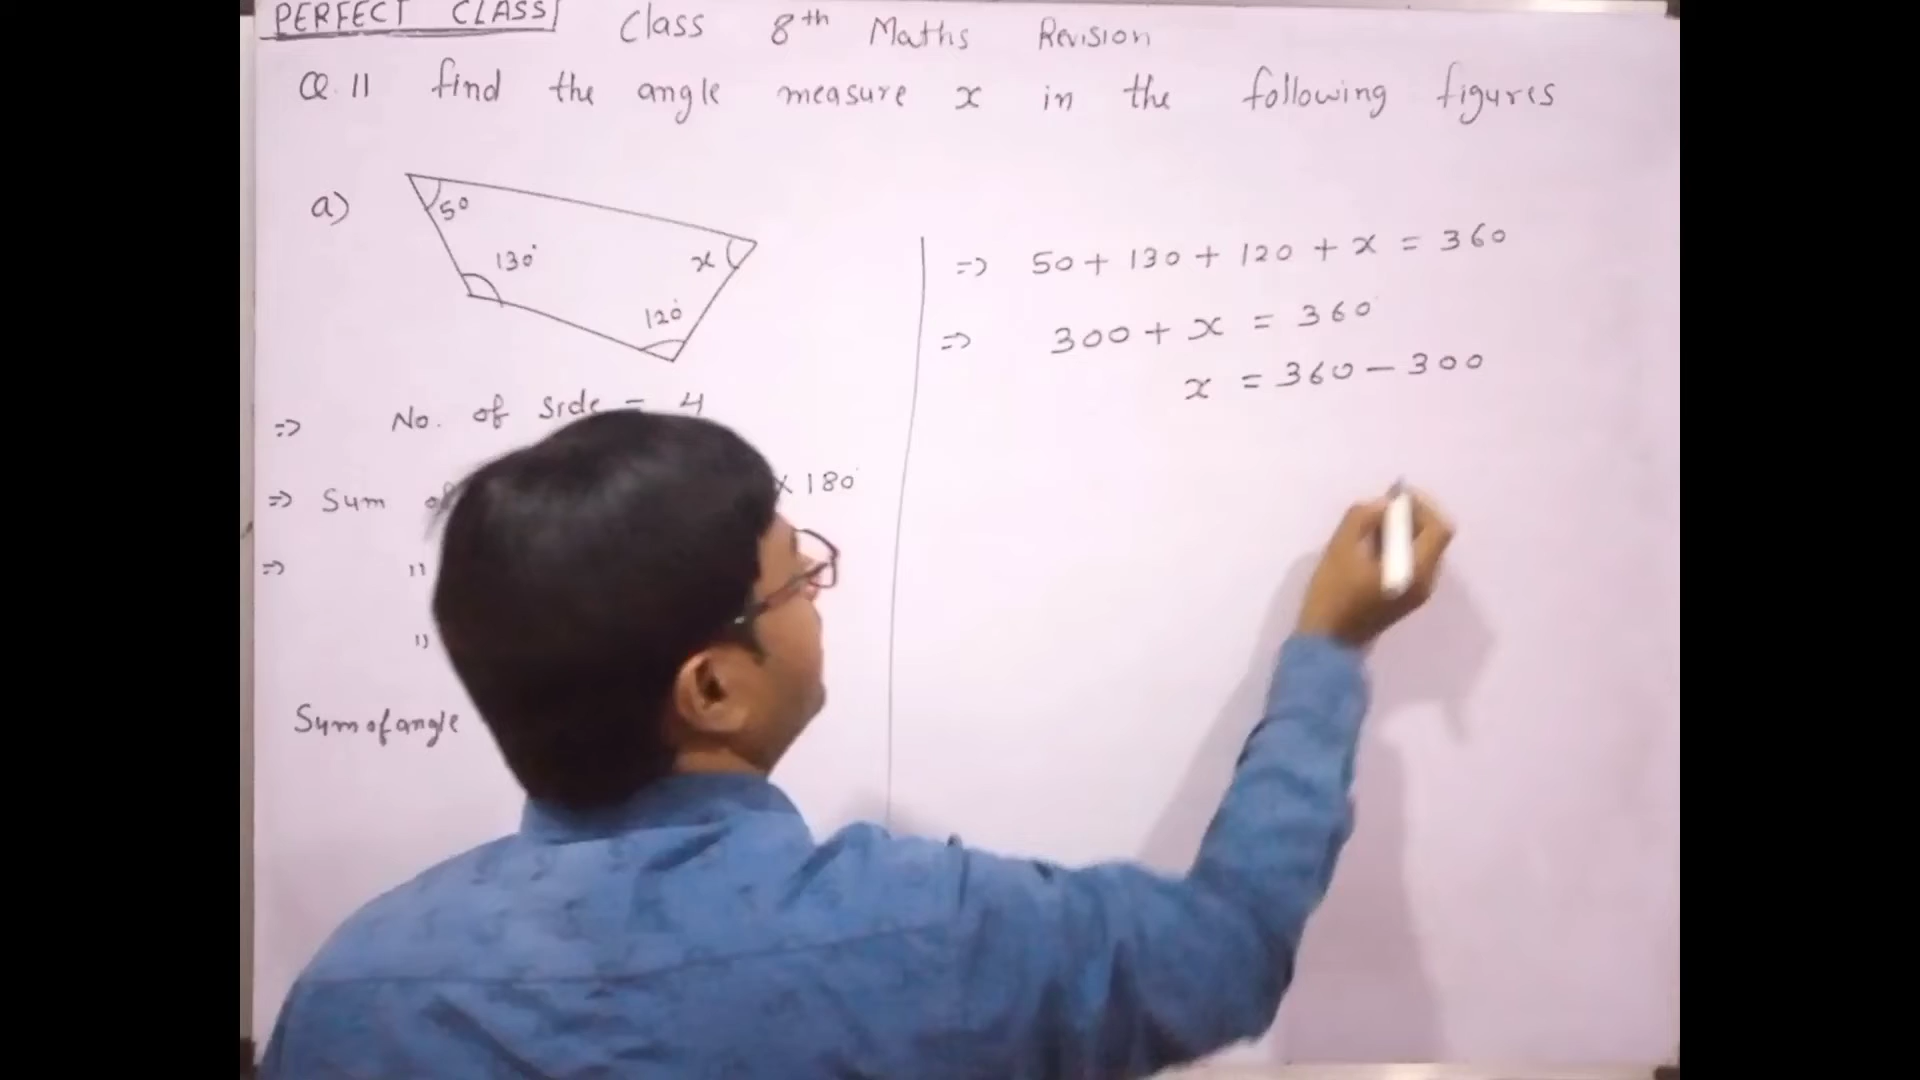 PERFECT CLASS Class 8th Maths Revision
Q.11 find the angle measure x in the following figures
a)
50
130°
x
120°
=> No. of Side = 4
=> Sum × 180°
=> "
"
Sum of angle
=> 50 + 130 + 120 + x = 360
=> 300 + x = 360
x = 360 - 300